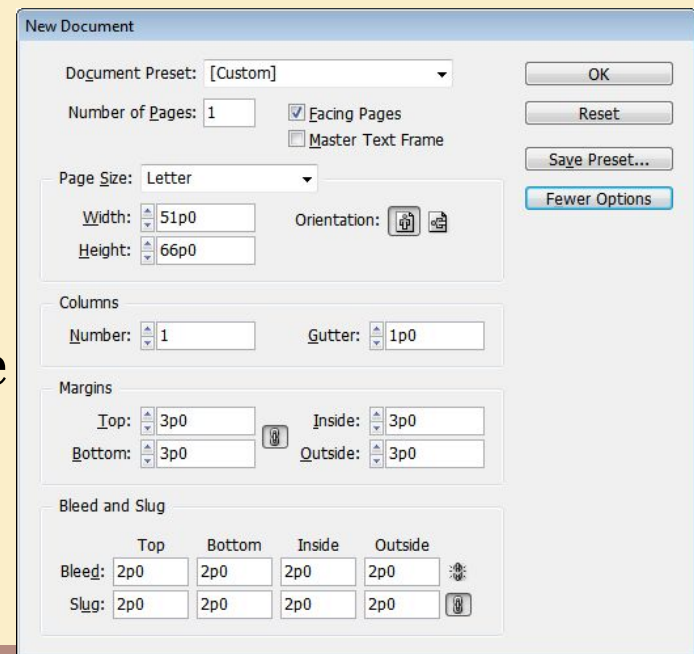 New Document
Document Preset: [Custom]
OK
Number of Pages: 1
Facing Pages
Reset
Master Text Frame
Save Preset...
Page Size: Letter
Fewer Options
Width: 51p0
Orientation:
Height: 66p0
Columns
Number: 1
Gutter: 1p0
e
Margins
Top: 3p0
Inside: 3p0
Bottom: 3p0
Outside: 3p0
Bleed and Slug
Top Bottom Inside Outside
Bleed: 2p0 2p0 2p0 2p0
Slug: 2p0 2p0 2p0 2p0